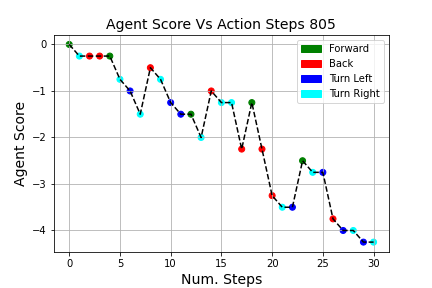 Agent Score Vs Action Steps 805
Forward
Back
Turn Left
Turn Right
Agent Score
0
−1
−2
−3
−4
0 5 10 15 20 25 30
Num. Steps